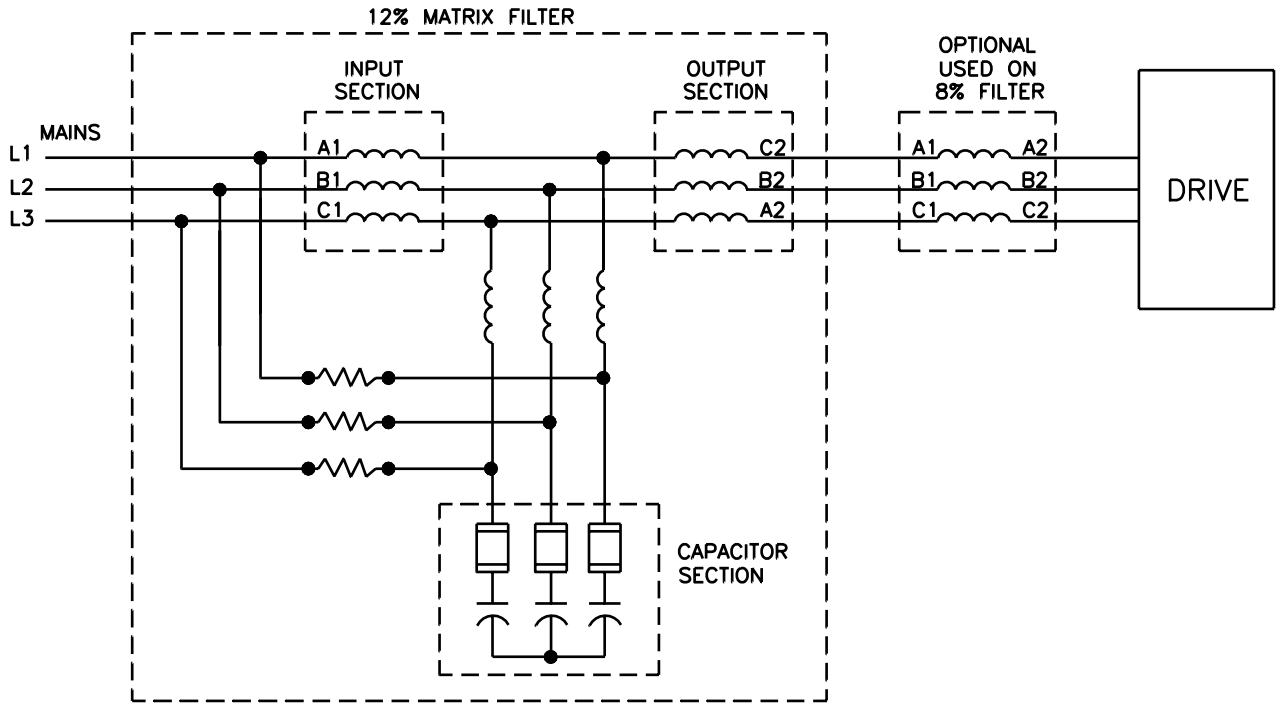 12% MATRIX FILTER
INPUT
SECTION
OUTPUT
SECTION
OPTIONAL
USED ON
8% FILTER
MAINS
L1
A1
C2
A1
A2
L2
B1
B2
B1
B2
DRIVE
L3
C1
A2
C1
C2
CAPACITOR
SECTION